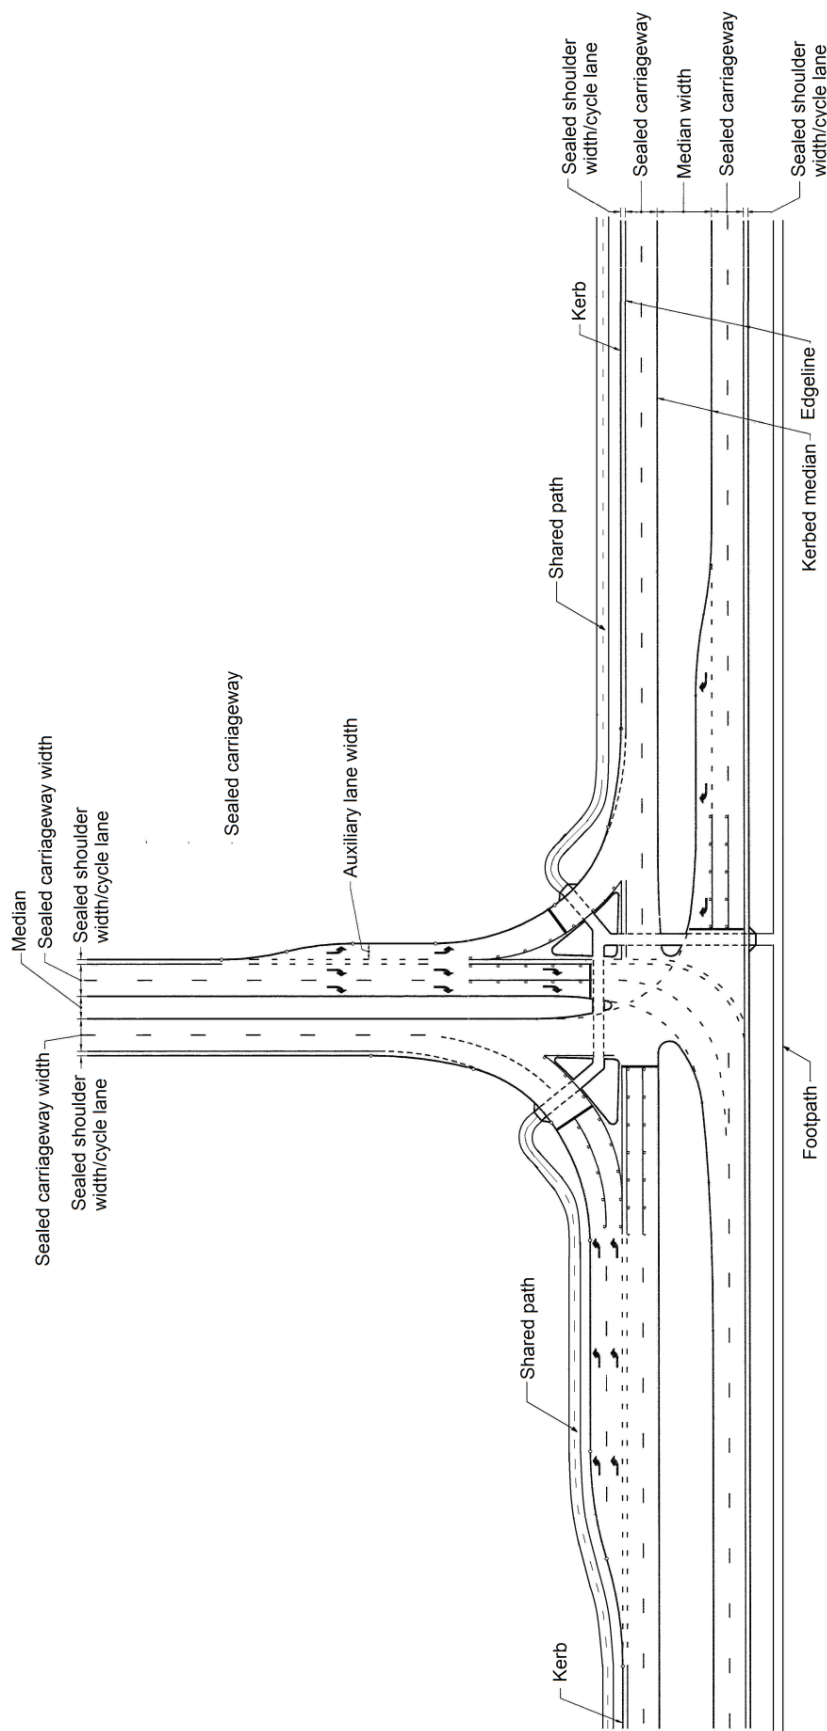 Sealed shoulder
width/cycle lane
Sealed carriageway
Median width
Sealed carriageway
Sealed shoulder
width/cycle lane
Kerb
Edgeline
Kerbed median
Shared path
Sealed carriageway
Auxiliary lane width
Median
Sealed carriageway width
Sealed shoulder
width/cycle lane
Sealed carriageway width
Sealed shoulder
width/cycle lane
Footpath
Shared path
Kerb